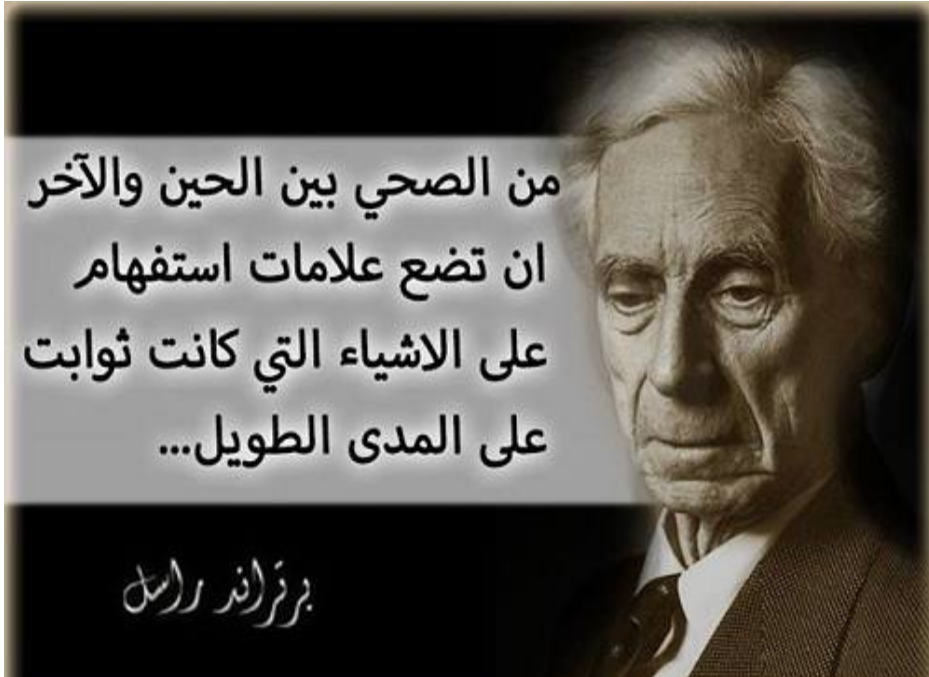 من الصحي بين الحين والآخر
ان تضع علامات استفهام
على الاشياء التي كانت ثوابت
على المدى الطويل...
برتراند راسل